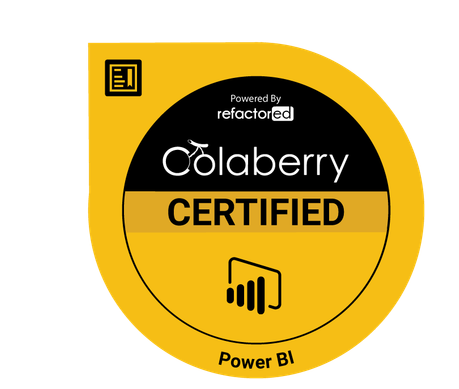 Powered By
refactored
Colaberry
CERTIFIED
Power BI